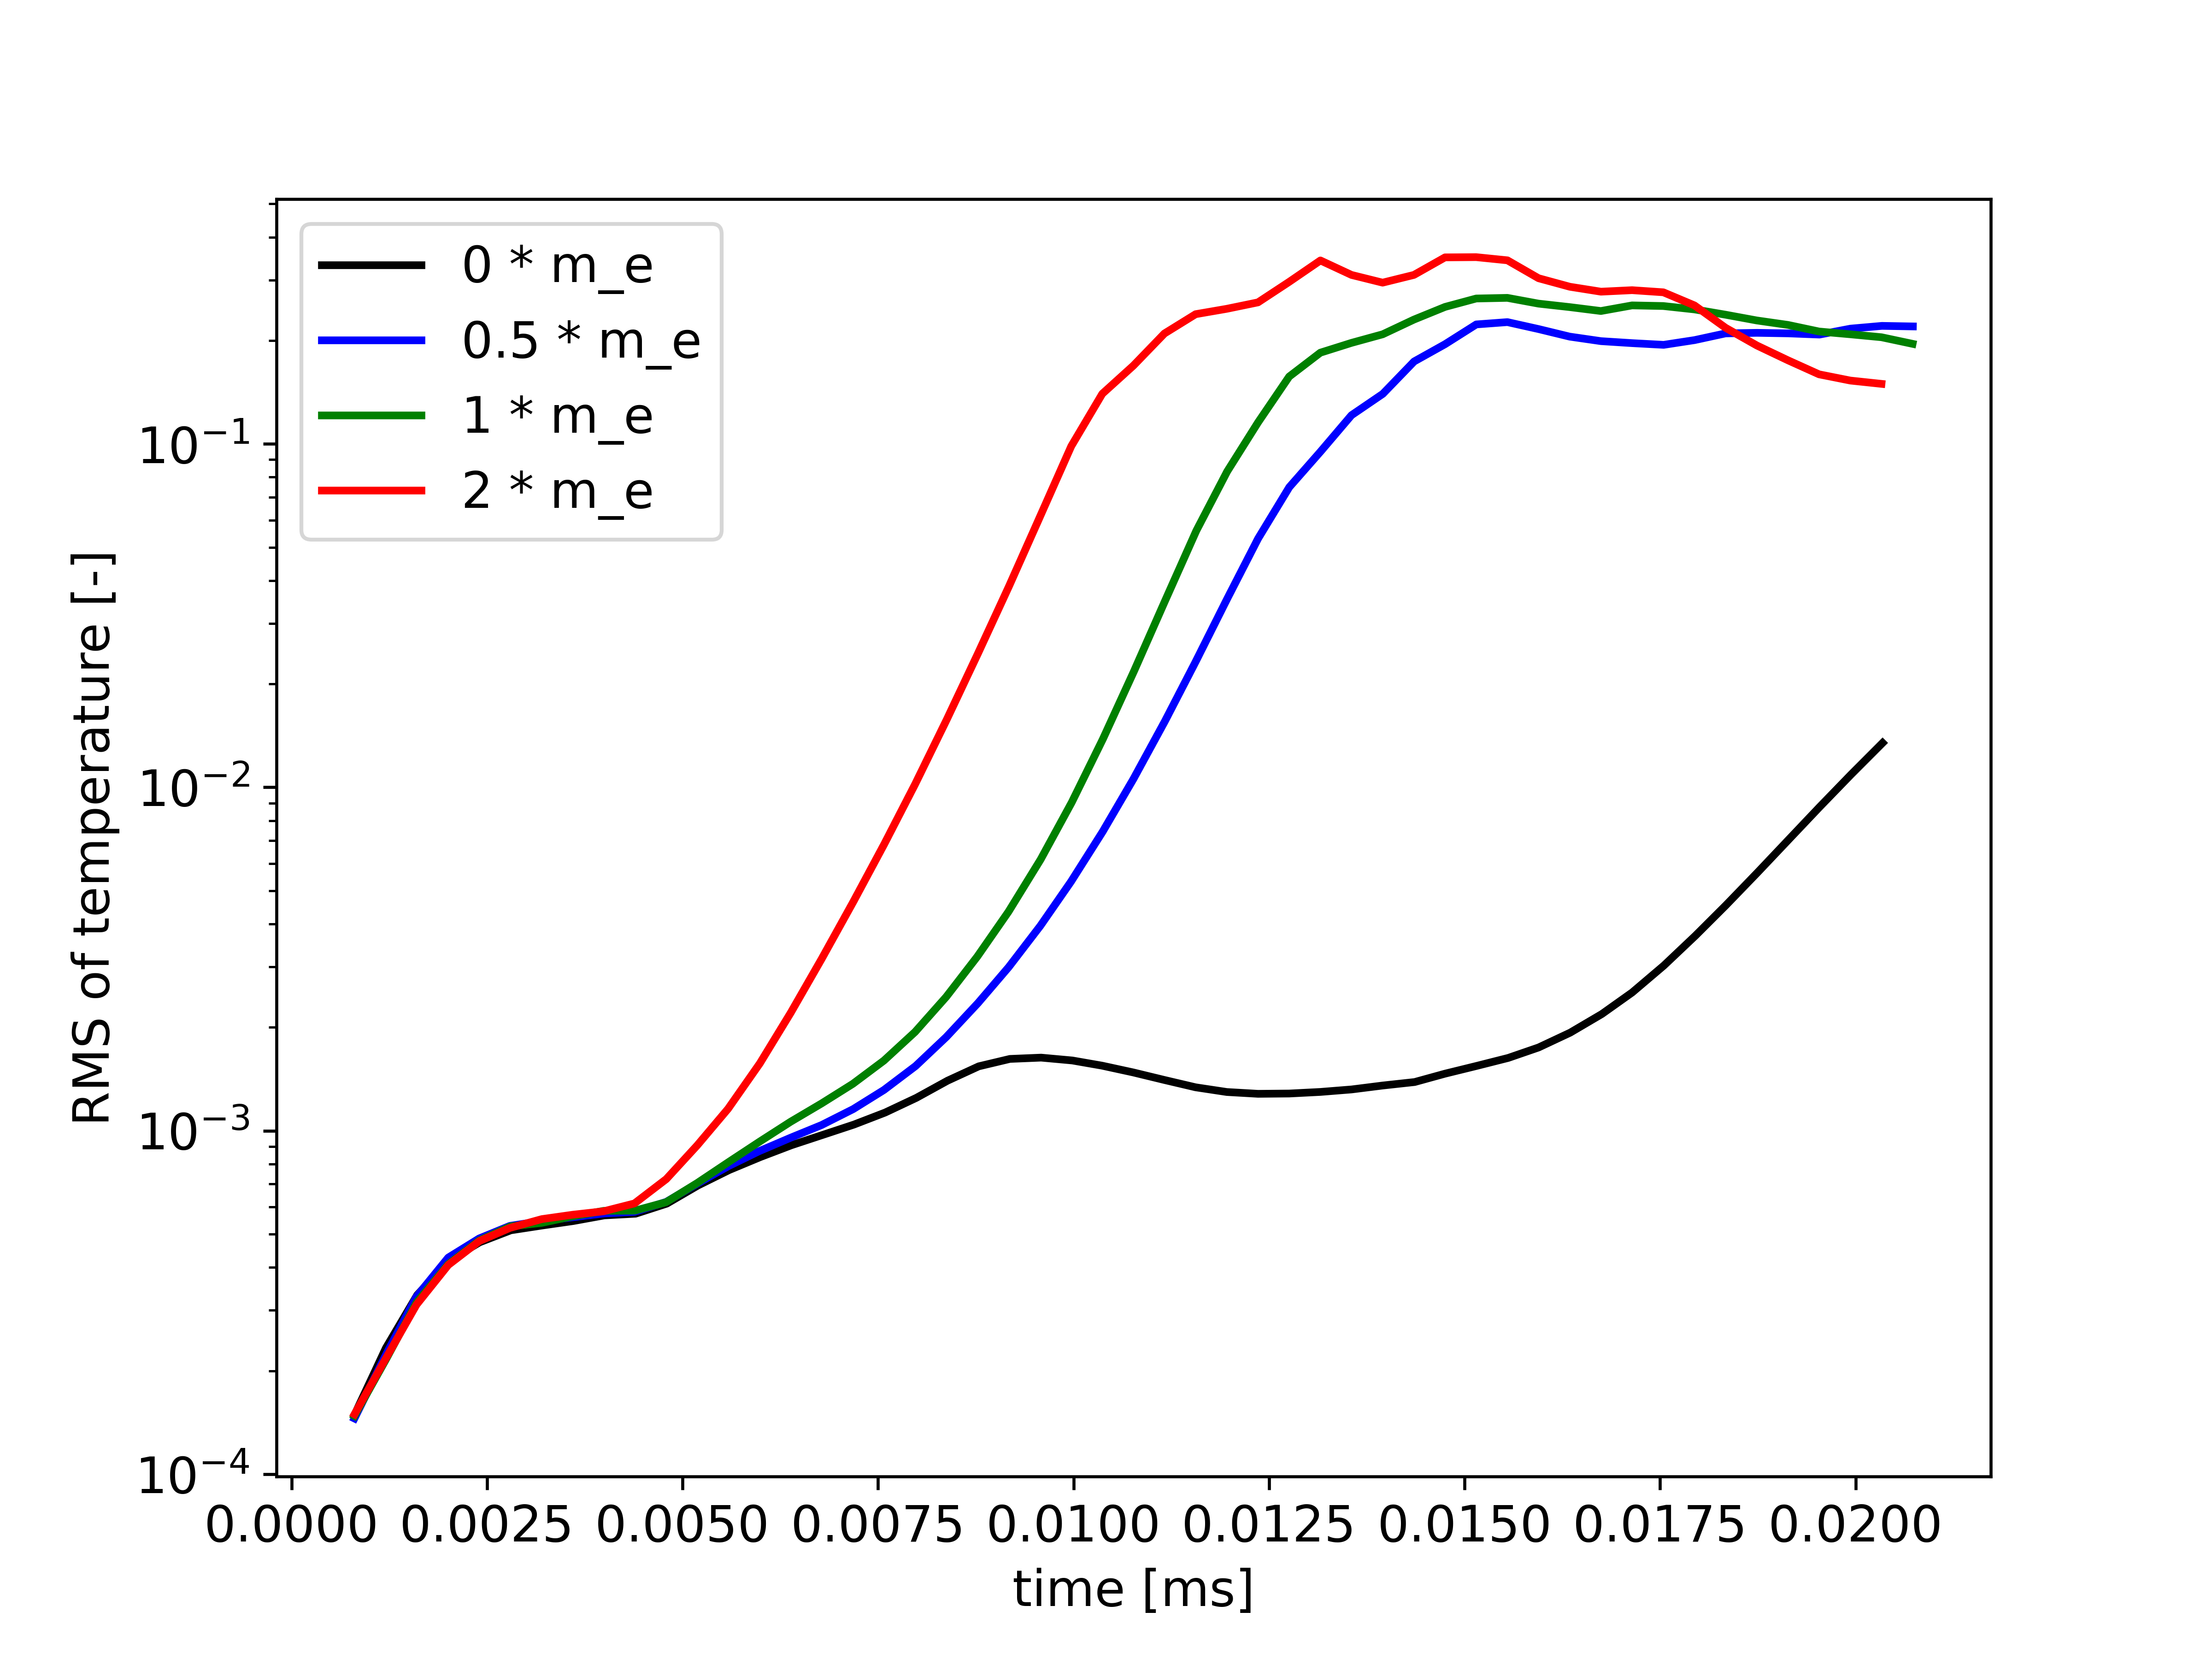 0 * m_e
0.5 * m_e
1 * m_e
2 * m_e
RMS of temperature [-]
10⁻¹
10⁻²
10⁻³
10⁻⁴
0.0000 0.0025 0.0050 0.0075 0.0100 0.0125 0.0150 0.0175 0.0200
time [ms]